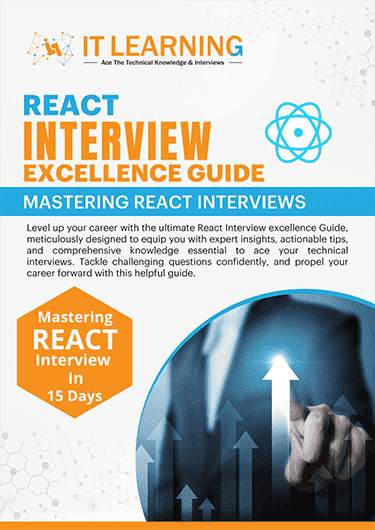 IT LEARNING
Ace The Technical Knowledge & Interviews
REACT
INTERVIEW
EXCELLENCE GUIDE
MASTERING REACT INTERVIEWS
Level up your career with the ultimate React Interview excellence Guide,
meticulously designed to equip you with expert insights, actionable tips,
and comprehensive knowledge essential to ace your technical
interviews. Tackle challenging questions confidently, and propel your
career forward with this helpful guide.
Mastering
REACT
Interview
In
15 Days